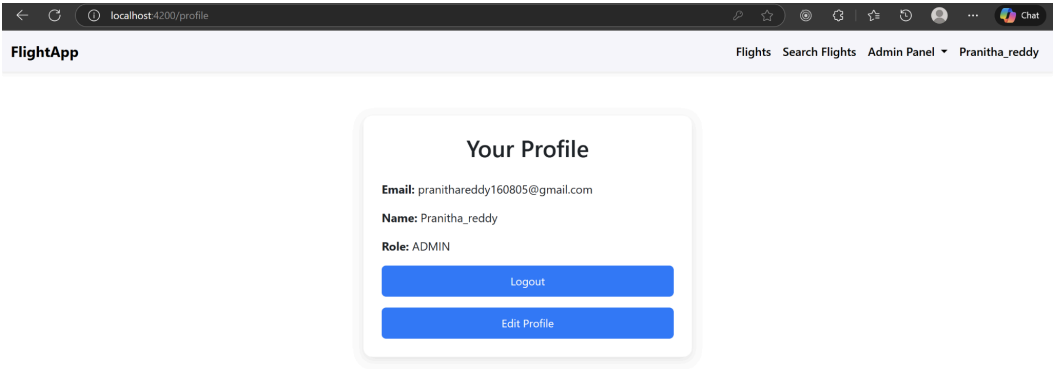 localhost:4200/profile
Chat
FlightApp
Flights Search Flights Admin Panel Pranitha_reddy
Your Profile
Email: pranithareddy160805@gmail.com
Name: Pranitha_reddy
Role: ADMIN
Logout
Edit Profile